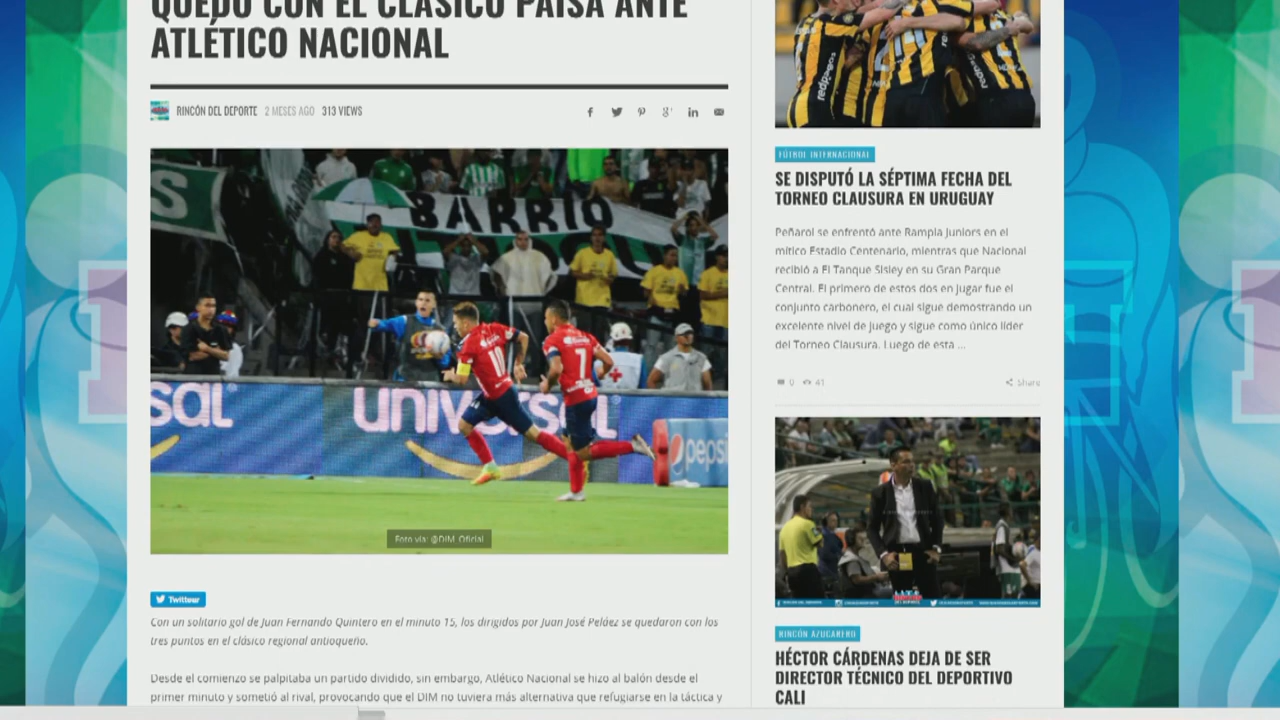 QUEDÓ CON EL CLÁSICO PAISA ANTE
ATLÉTICO NACIONAL
RINCÓN DEL DEPORTE 2 MESES AGO 313 VIEWS
S
BARRIO
10
7
sal
universal
pepsi
Foto vía: @DIM_Oficial
Twittear
Con un solitario gol de Juan Fernando Quintero en el minuto 15, los dirigidos por Juan José Peláez se quedaron con los
tres puntos en el clásico regional antioqueño.
Desde el comienzo se palpitaba un partido dividido, sin embargo, Atlético Nacional se hizo al balón desde el
primer minuto y sometió al rival, provocando que el DIM no tuviera más alternativa que refugiarse en la táctica y
redpagos
redpagos
FÚTBOL INTERNACIONAL
SE DISPUTÓ LA SÉPTIMA FECHA DEL
TORNEO CLAUSURA EN URUGUAY
Peñarol se enfrentó ante Rampla Juniors en el
mítico Estadio Centenario, mientras que Nacional
recibió a El Tanque Sisley en su Gran Parque
Central. El primero de estos dos en jugar fue el
conjunto carbonero, el cual sigue demostrando un
excelente nivel de juego y sigue como único líder
del Torneo Clausura. Luego de esta ...
0 41 Share
RINCÓN AZUCARERO
HÉCTOR CÁRDENAS DEJA DE SER
DIRECTOR TÉCNICO DEL DEPORTIVO
CALI